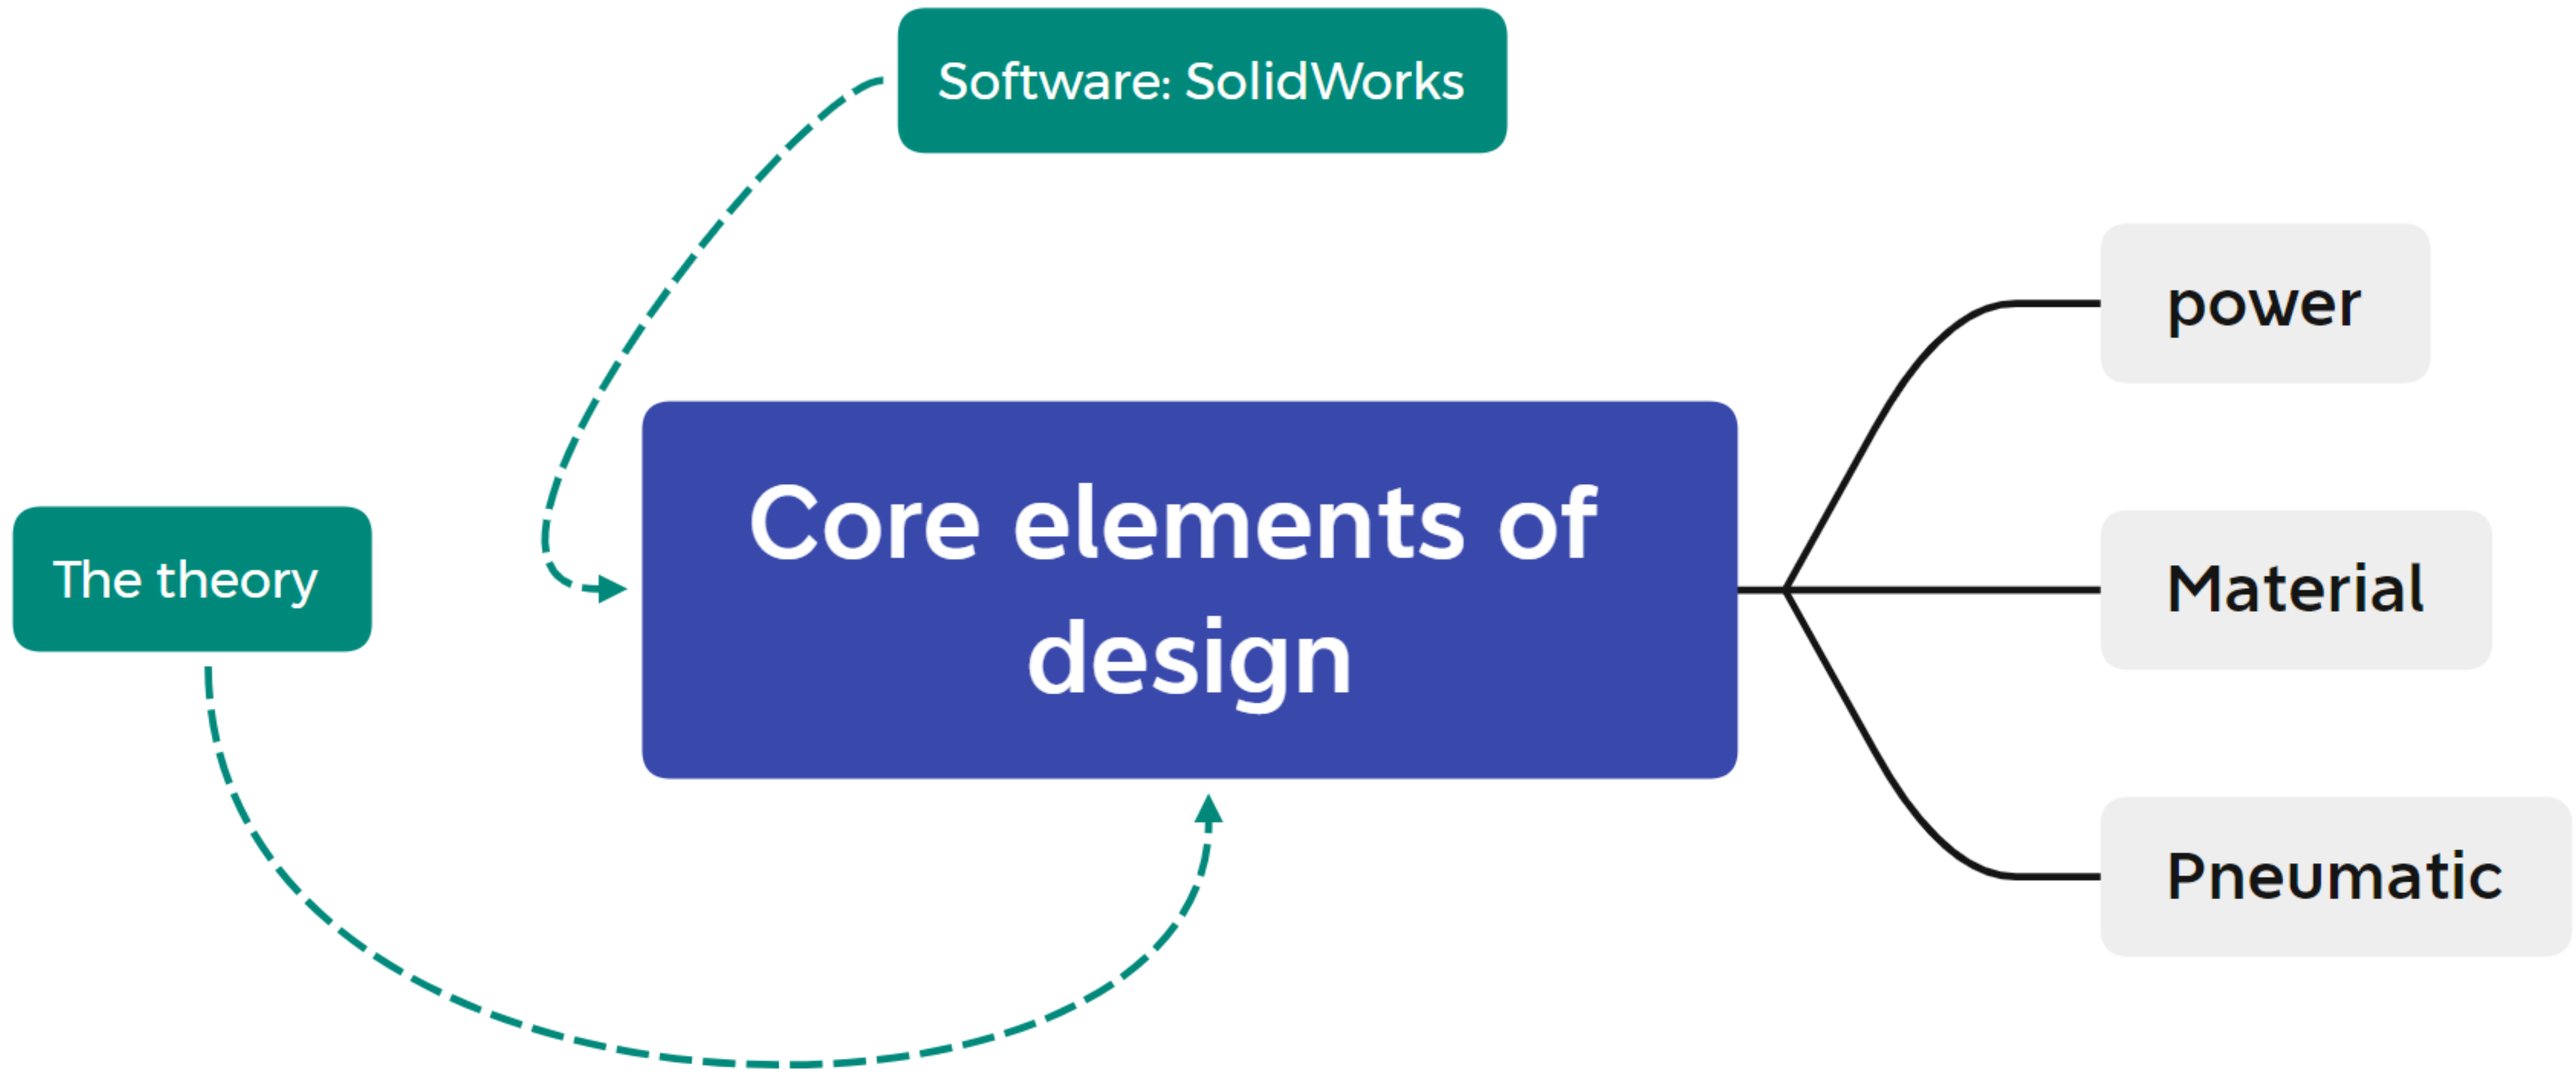 Software: SolidWorks
power
Core elements of
design
The theory
Material
Pneumatic